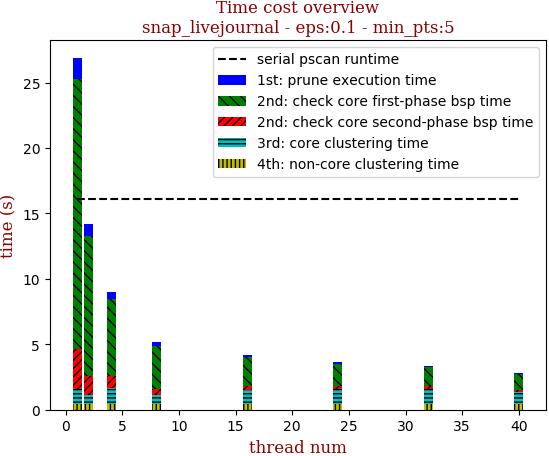 Time cost overview
snap_livejournal - eps:0.1 - min_pts:5
serial pscan runtime
1st: prune execution time
2nd: check core first-phase bsp time
2nd: check core second-phase bsp time
3rd: core clustering time
4th: non-core clustering time
time (s)
25
20
15
10
5
0
0 5 10 15 20 25 30 35 40
thread num